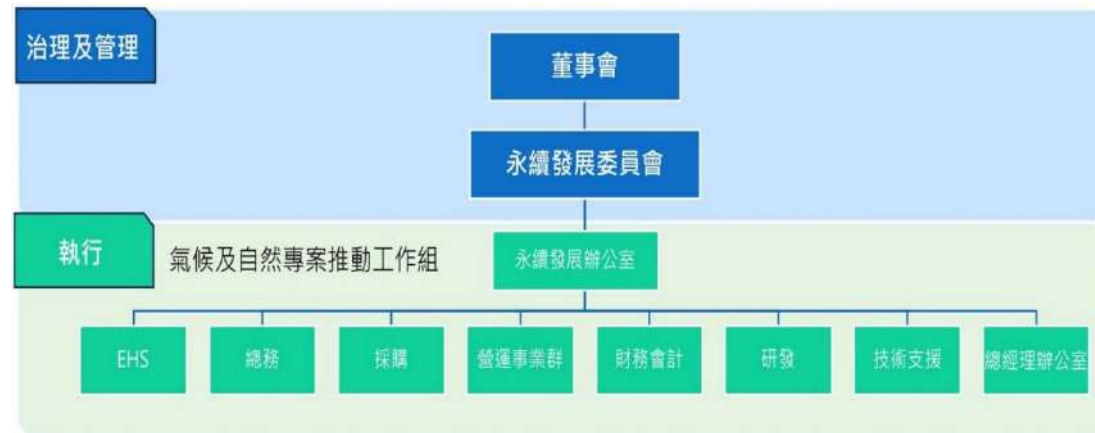 治理及管理
董事會
永續發展委員會
執行
氣候及自然專案推動工作組
永續發展辦公室
EHS
總務
採購
營運事業群
財務會計
研發
技術支援
總經理辦公室